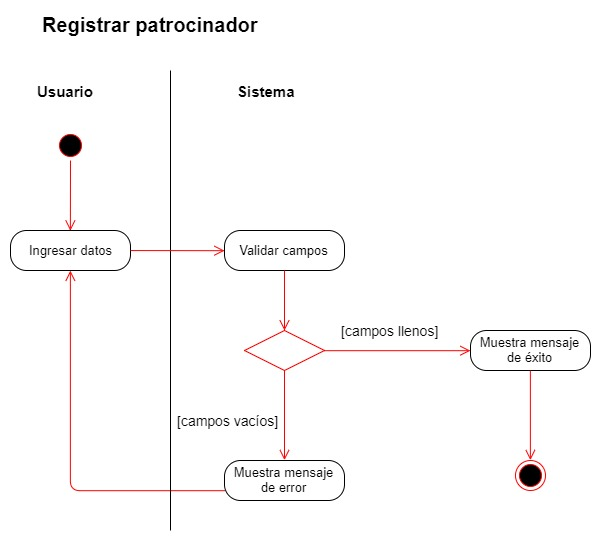 Registrar patrocinador
Usuario
Sistema
Ingresar datos
Validar campos
[campos llenos]
Muestra mensaje
de éxito
[campos vacíos]
Muestra mensaje
de error